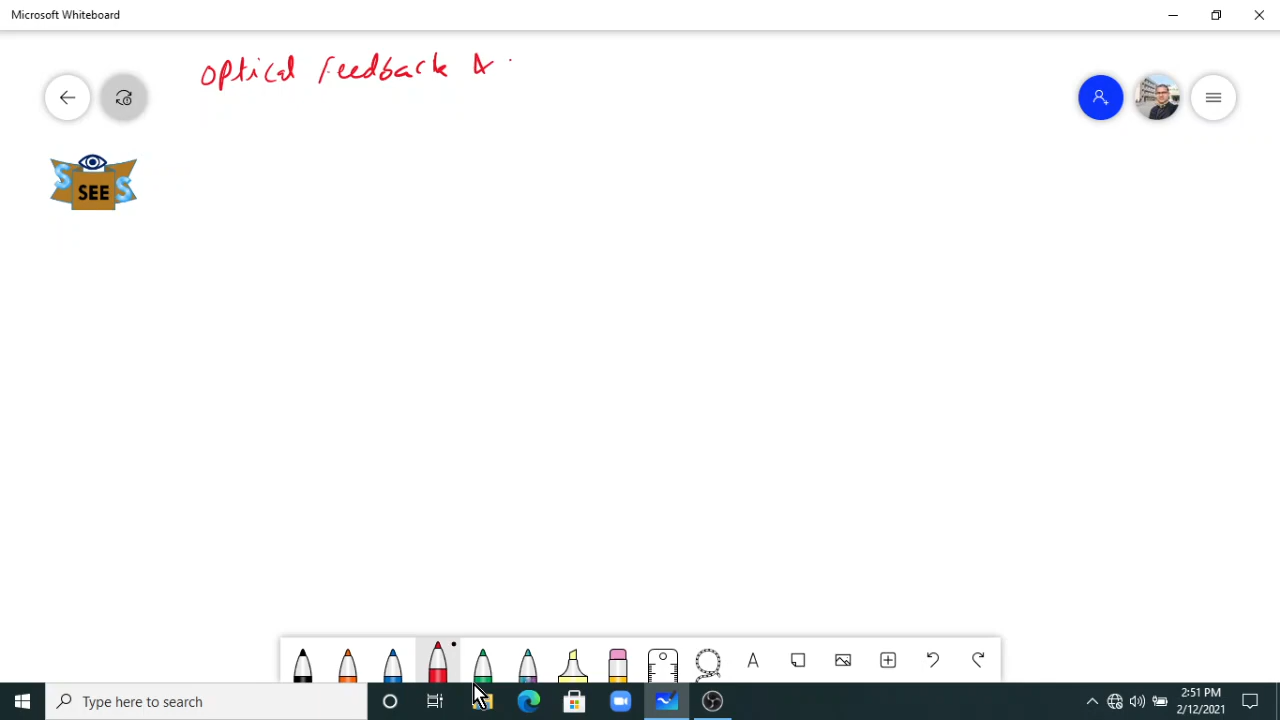 Microsoft Whiteboard
optical Feedback &
S SEE S
A
Type here to search
2:51 PM
2/12/2021